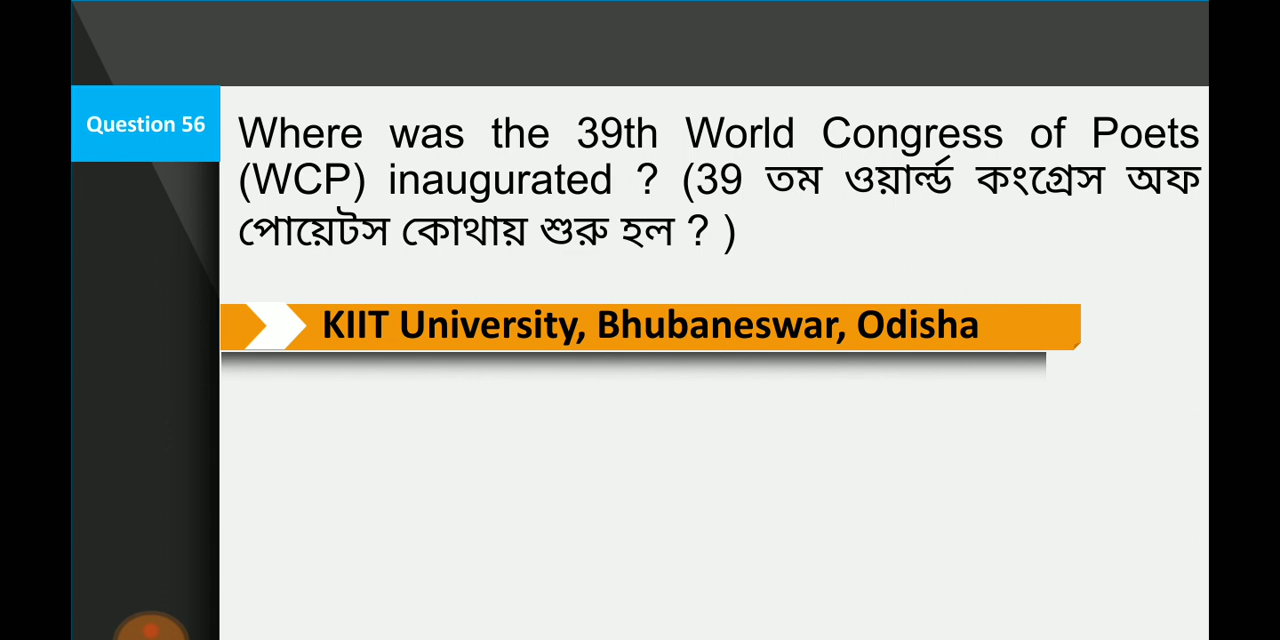 Question 56
Where was the 39th World Congress of Poets
(WCP) inaugurated ? (39 তম ওয়ার্ল্ড কংগ্রেস অফ
পোয়েটস কোথায় শুরু হল ? )
KIIT University, Bhubaneswar, Odisha